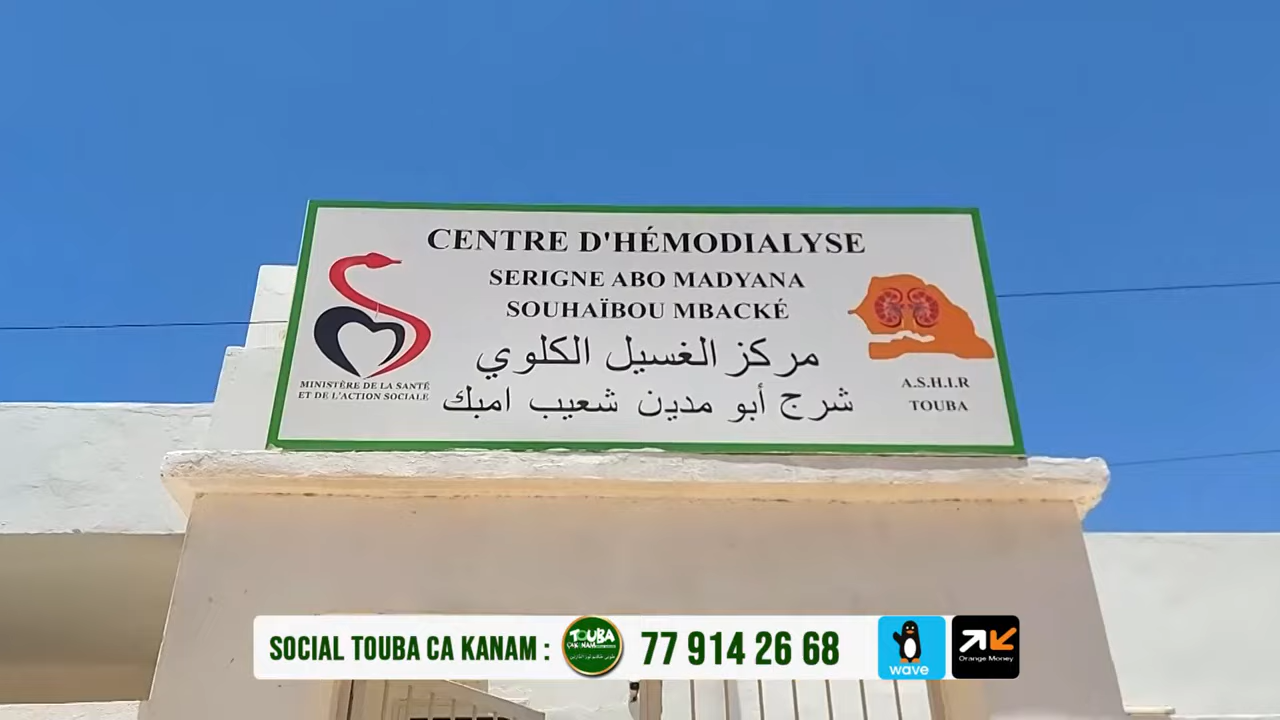 CENTRE D'HÉMODIALYSE
SERIGNE ABO MADYANA
SOUHAÏBOU MBACKÉ
مركز الغسيل الكلوي
شرج أبو مدين شعيب امبك
MINISTÈRE DE LA SANTÉ
ET DE L'ACTION SOCIALE
A.S.H.I.R
TOUBA
SOCIAL TOUBA CA KANAM :
TOUBA
77 914 26 68
wave
Orange Money